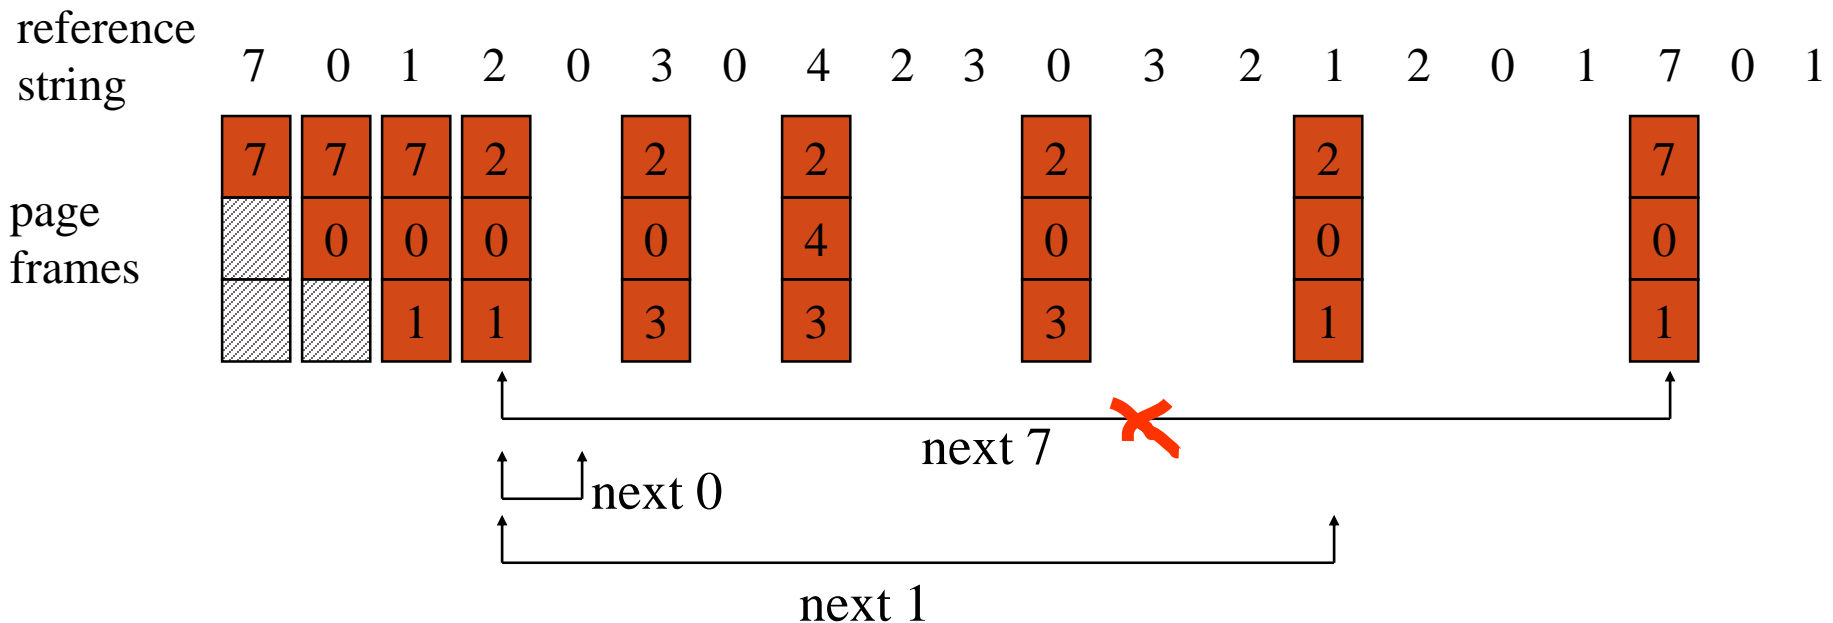 reference
string
7 0 1 2 0 3 0 4 2 3 0 3 2 1 2 0 1 7 0 1
page
frames
7 7 7 2 2 2 2 2 7
0 0 0 0 4 0 0 0
1 1 3 3 3 1 1
next 7
next 0
next 1